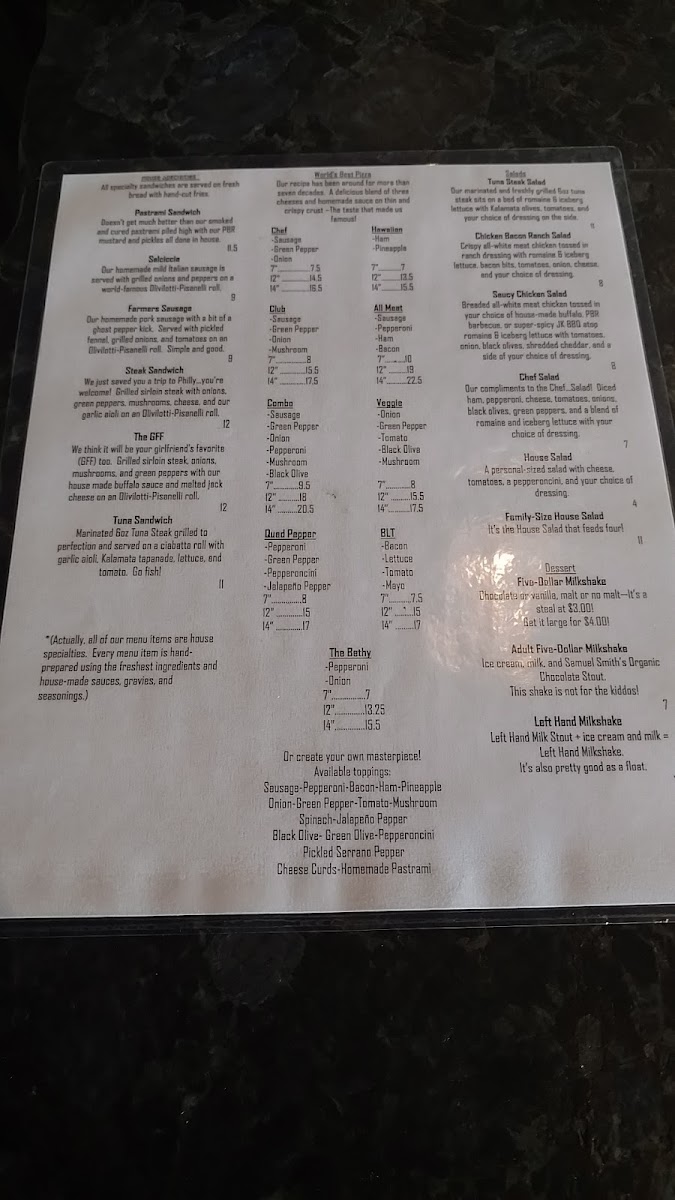 All specialty sandwiches are served on fresh
bread with hand-cut fries.
Pastrami Sandwich
Doesn't get much better than our smoked
and cured pastrami piled high with our PBR
mustard and pickles all done in house.
11.5
Salciccia
Our homemade mild Italian sausage is
served with grilled onions and peppers on a
world-famous Olivilotti-Pisanelli roll.
9
Farmers Sausage
Our homemade pork sausage with a bit of a
ghost pepper kick. Served with pickled
fennel, grilled onions, and tomatoes on an
Olivilotti-Pisanelli roll. Simple and good.
9
Steak Sandwich
We just saved you a trip to Philly...you're
welcome! Grilled sirloin steak with onions,
green peppers, mushrooms, cheese, and our
garlic aioli on an Olivilotti-Pisanelli roll.
12
The GFF
We think it will be your girlfriend's favorite
(GFF) too. Grilled sirloin steak, onions,
mushrooms, and green peppers with our
house made buffalo sauce and melted jack
cheese on an Olivilotti-Pisanelli roll.
12
Tuna Sandwich
Marinated 6oz Tuna Steak grilled to
perfection and served on a ciabatta roll with
garlic aioli, Kalamata tapanade, lettuce, and
tomato. Go fish!
11
*(Actually, all of our menu items are house
specialties. Every menu item is hand-
prepared using the freshest ingredients and
house-made sauces, gravies, and
seasonings.)
World's Best Pizza
Our recipe has been around for more than
seven decades. A delicious blend of three
cheeses and homemade sauce on thin and
crispy crust -The taste that made us
famous!
Chef
-Sausage
-Green Pepper
-Onion
7"............7.5
12" ............14.5
14" ............16.5
Hawaiian
-Ham
-Pineapple
7"............7
12" ............13.5
14" ............15.5
Club
-Sausage
-Green Pepper
-Onion
-Mushroom
7"............8
12" ............15.5
14"............17.5
All Meat
-Sausage
-Pepperoni
-Ham
-Bacon
7"............10
12" ............19
14"............22.5
Combo
-Sausage
-Green Pepper
-Onion
-Pepperoni
-Mushroom
-Black Olive
7"............9.5
12" ............18
14" ............20.5
Veggie
-Onion
-Green Pepper
-Tomato
-Black Olive
-Mushroom
7"............8
12" ............15.5
14"............17.5
Quad Pepper
-Pepperoni
-Green Pepper
-Pepperoncini
-Jalapeño Pepper
7"............8
12" ............15
14" ............17
BLT
-Bacon
-Lettuce
-Tomato
-Mayo
7"............7.5
12" ............15
14" ............17
The Bethy
-Pepperoni
-Onion
7"...............7
12"...............13.25
14"...............15.5
Or create your own masterpiece!
Available toppings:
Sausage-Pepperoni-Bacon-Ham-Pineapple
Onion-Green Pepper-Tomato-Mushroom
Spinach-Jalapeño Pepper
Black Olive- Green Olive-Pepperoncini
Pickled Serrano Pepper
Cheese Curds-Homemade Pastrami
Salads
Tuna Steak Salad
Our marinated and freshly grilled 6oz tuna
steak sits on a bed of romaine & iceberg
lettuce with Kalamata olives, tomatoes, and
your choice of dressing on the side.
Chicken Bacon Ranch Salad
Crispy all-white meat chicken tossed in
ranch dressing with romaine & iceberg
lettuce, bacon bits, tomatoes, onion, cheese,
and your choice of dressing.
8
Saucy Chicken Salad
Breaded all-white meat chicken tossed in
your choice of house-made buffalo, PBR
barbecue, or super-spicy JK BBQ atop
romaine & iceberg lettuce with tomatoes,
onion, black olives, shredded cheddar, and a
side of your choice of dressing.
8
Chef Salad
Our compliments to the Chef...Salad! Diced
ham, pepperoni, cheese, tomatoes, onions,
black olives, green peppers, and a blend of
romaine and iceberg lettuce with your
choice of dressing.
7
House Salad
A personal-sized salad with cheese,
tomatoes, a pepperoncini, and your choice of
dressing.
4
Family-Size House Salad
It's the House Salad that feeds four!
11
Dessert
Five-Dollar Milkshake
Chocolate or vanilla, malt or no malt—it's a
steal at $3.00!
Get it large for $4.00!
Adult Five-Dollar Milkshake
Ice cream, milk, and Samuel Smith's Organic
Chocolate Stout.
This shake is not for the kiddos!
7
Left Hand Milkshake
Left Hand Milk Stout + ice cream and milk =
Left Hand Milkshake.
It's also pretty good as a float.